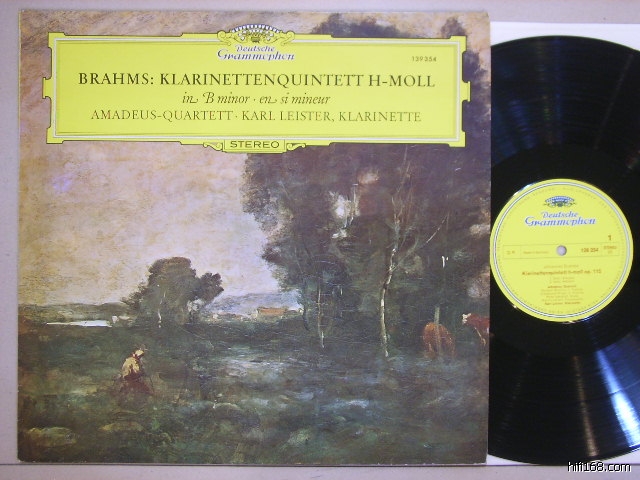 Deutsche
Grammophon
139 354
BRAHMS: KLARINETTENQUINTETT H-MOLL
in B minor · en si mineur
AMADEUS-QUARTETT · KARL LEISTER, KLARINETTE
STEREO
Deutsche
Grammophon
1
139 354
STEREO
Klarinettenquintett h-moll op. 115
hifi168.com